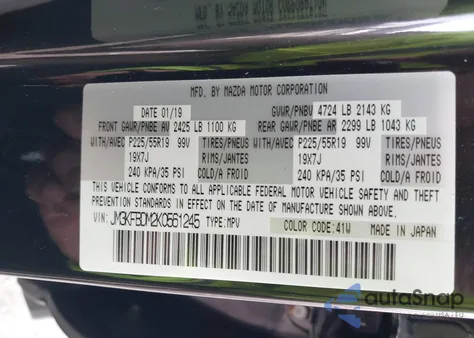 MFD. BY MAZDA MOTOR CORPORATION
DATE 01/19 GVWR/PNBV 4724 LB 2143 KG
FRONT GAWR/PNBE AV 2425 LB 1100 KG REAR GAWR/PNBE AR 2299 LB 1043 KG
WITH/AVEC P225/55R19 99V TIRES/PNEUS WITH/AVEC P225/55R19 99V TIRES/PNEUS
19X7J RIMS/JANTES 19X7J RIMS/JANTES
240 KPA/35 PSI COLD/A FROID 240 KPA/35 PSI COLD/A FROID
THIS VEHICLE CONFORMS TO ALL APPLICABLE FEDERAL MOTOR VEHICLE SAFETY AND THEFT
PREVENTION STANDARDS IN EFFECT ON THE DATE OF MANUFACTURE SHOWN ABOVE.
VIN: JM3KFBDM2K0561245 TYPE:MPV COLOR CODE:41W MADE IN JAPAN
autoSnap